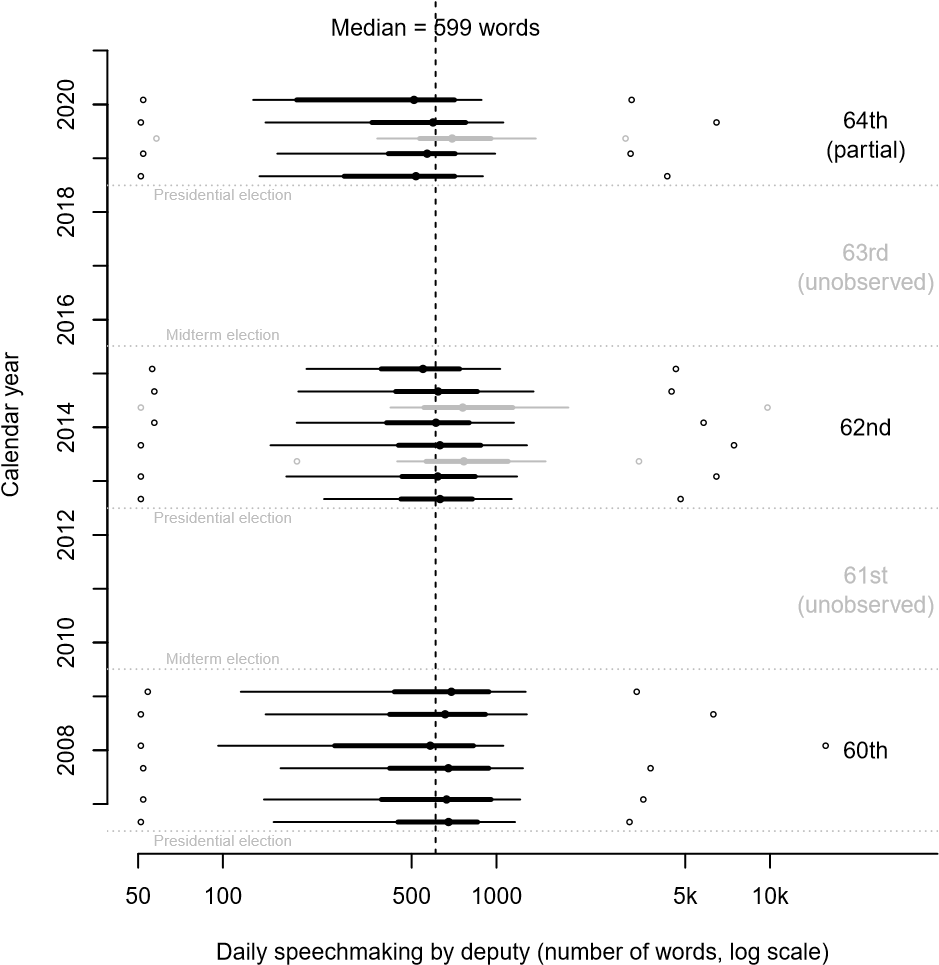 Median = 599 words
2020
64th
(partial)
Presidential election
2018
63rd
(unobserved)
2016
Midterm election
2014
62nd
Presidential election
2012
61st
(unobserved)
2010
Midterm election
2008
60th
Presidential election
Calendar year
50 100 500 1000 5k 10k
Daily speechmaking by deputy (number of words, log scale)